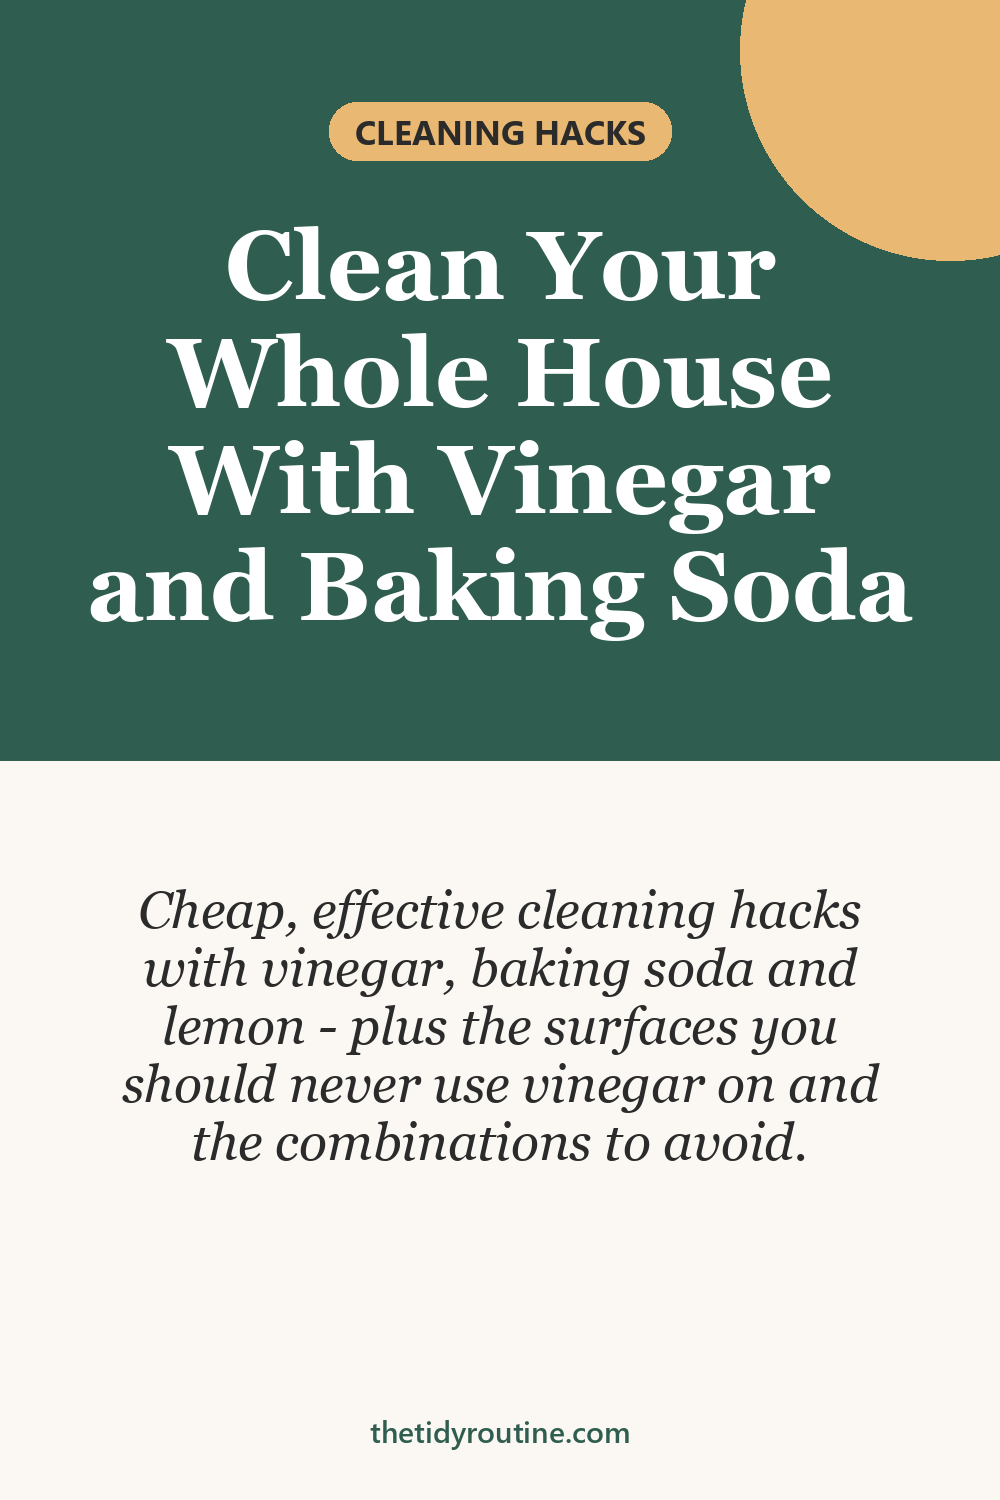 CLEANING HACKS
Clean Your
Whole House
With Vinegar
and Baking Soda
Cheap, effective cleaning hacks
with vinegar, baking soda and
lemon - plus the surfaces you
should never use vinegar on and
the combinations to avoid.
thetidyroutine.com